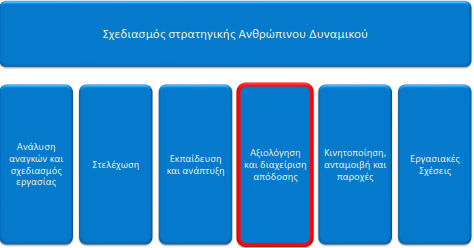 Σχεδιασμός στρατηγικής Ανθρώπινου Δυναμικού
Ανάλυση
αναγκών και
σχεδιασμός
εργασίας
Στελέχωση
Εκπαίδευση
και ανάπτυξη
Αξιολόγηση
και διαχείριση
απόδοσης
Κινητοποίηση,
ανταμοιβή και
παροχές
Εργασιακές
Σχέσεις